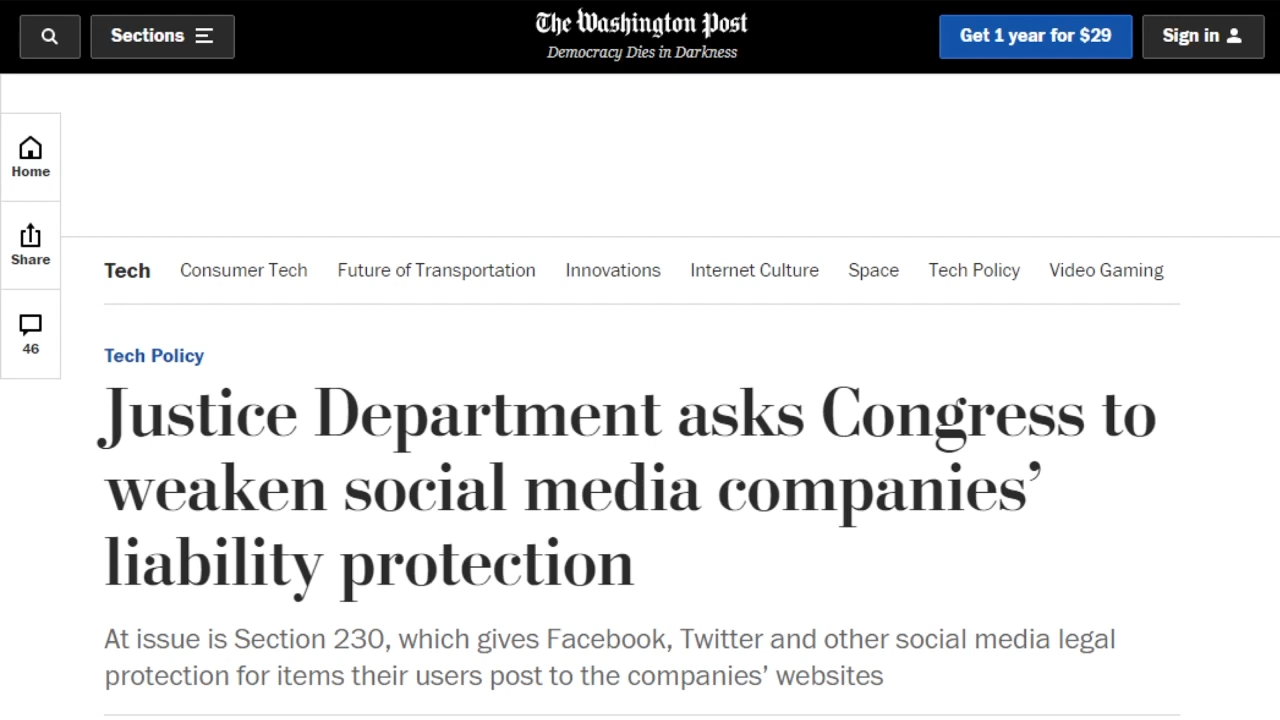 Sections
The Washington Post
Democracy Dies in Darkness
Get 1 year for $29
Sign in
Home
Share
46
Tech Consumer Tech Future of Transportation Innovations Internet Culture Space Tech Policy Video Gaming
Tech Policy
Justice Department asks Congress to
weaken social media companies’
liability protection
At issue is Section 230, which gives Facebook, Twitter and other social media legal
protection for items their users post to the companies’ websites